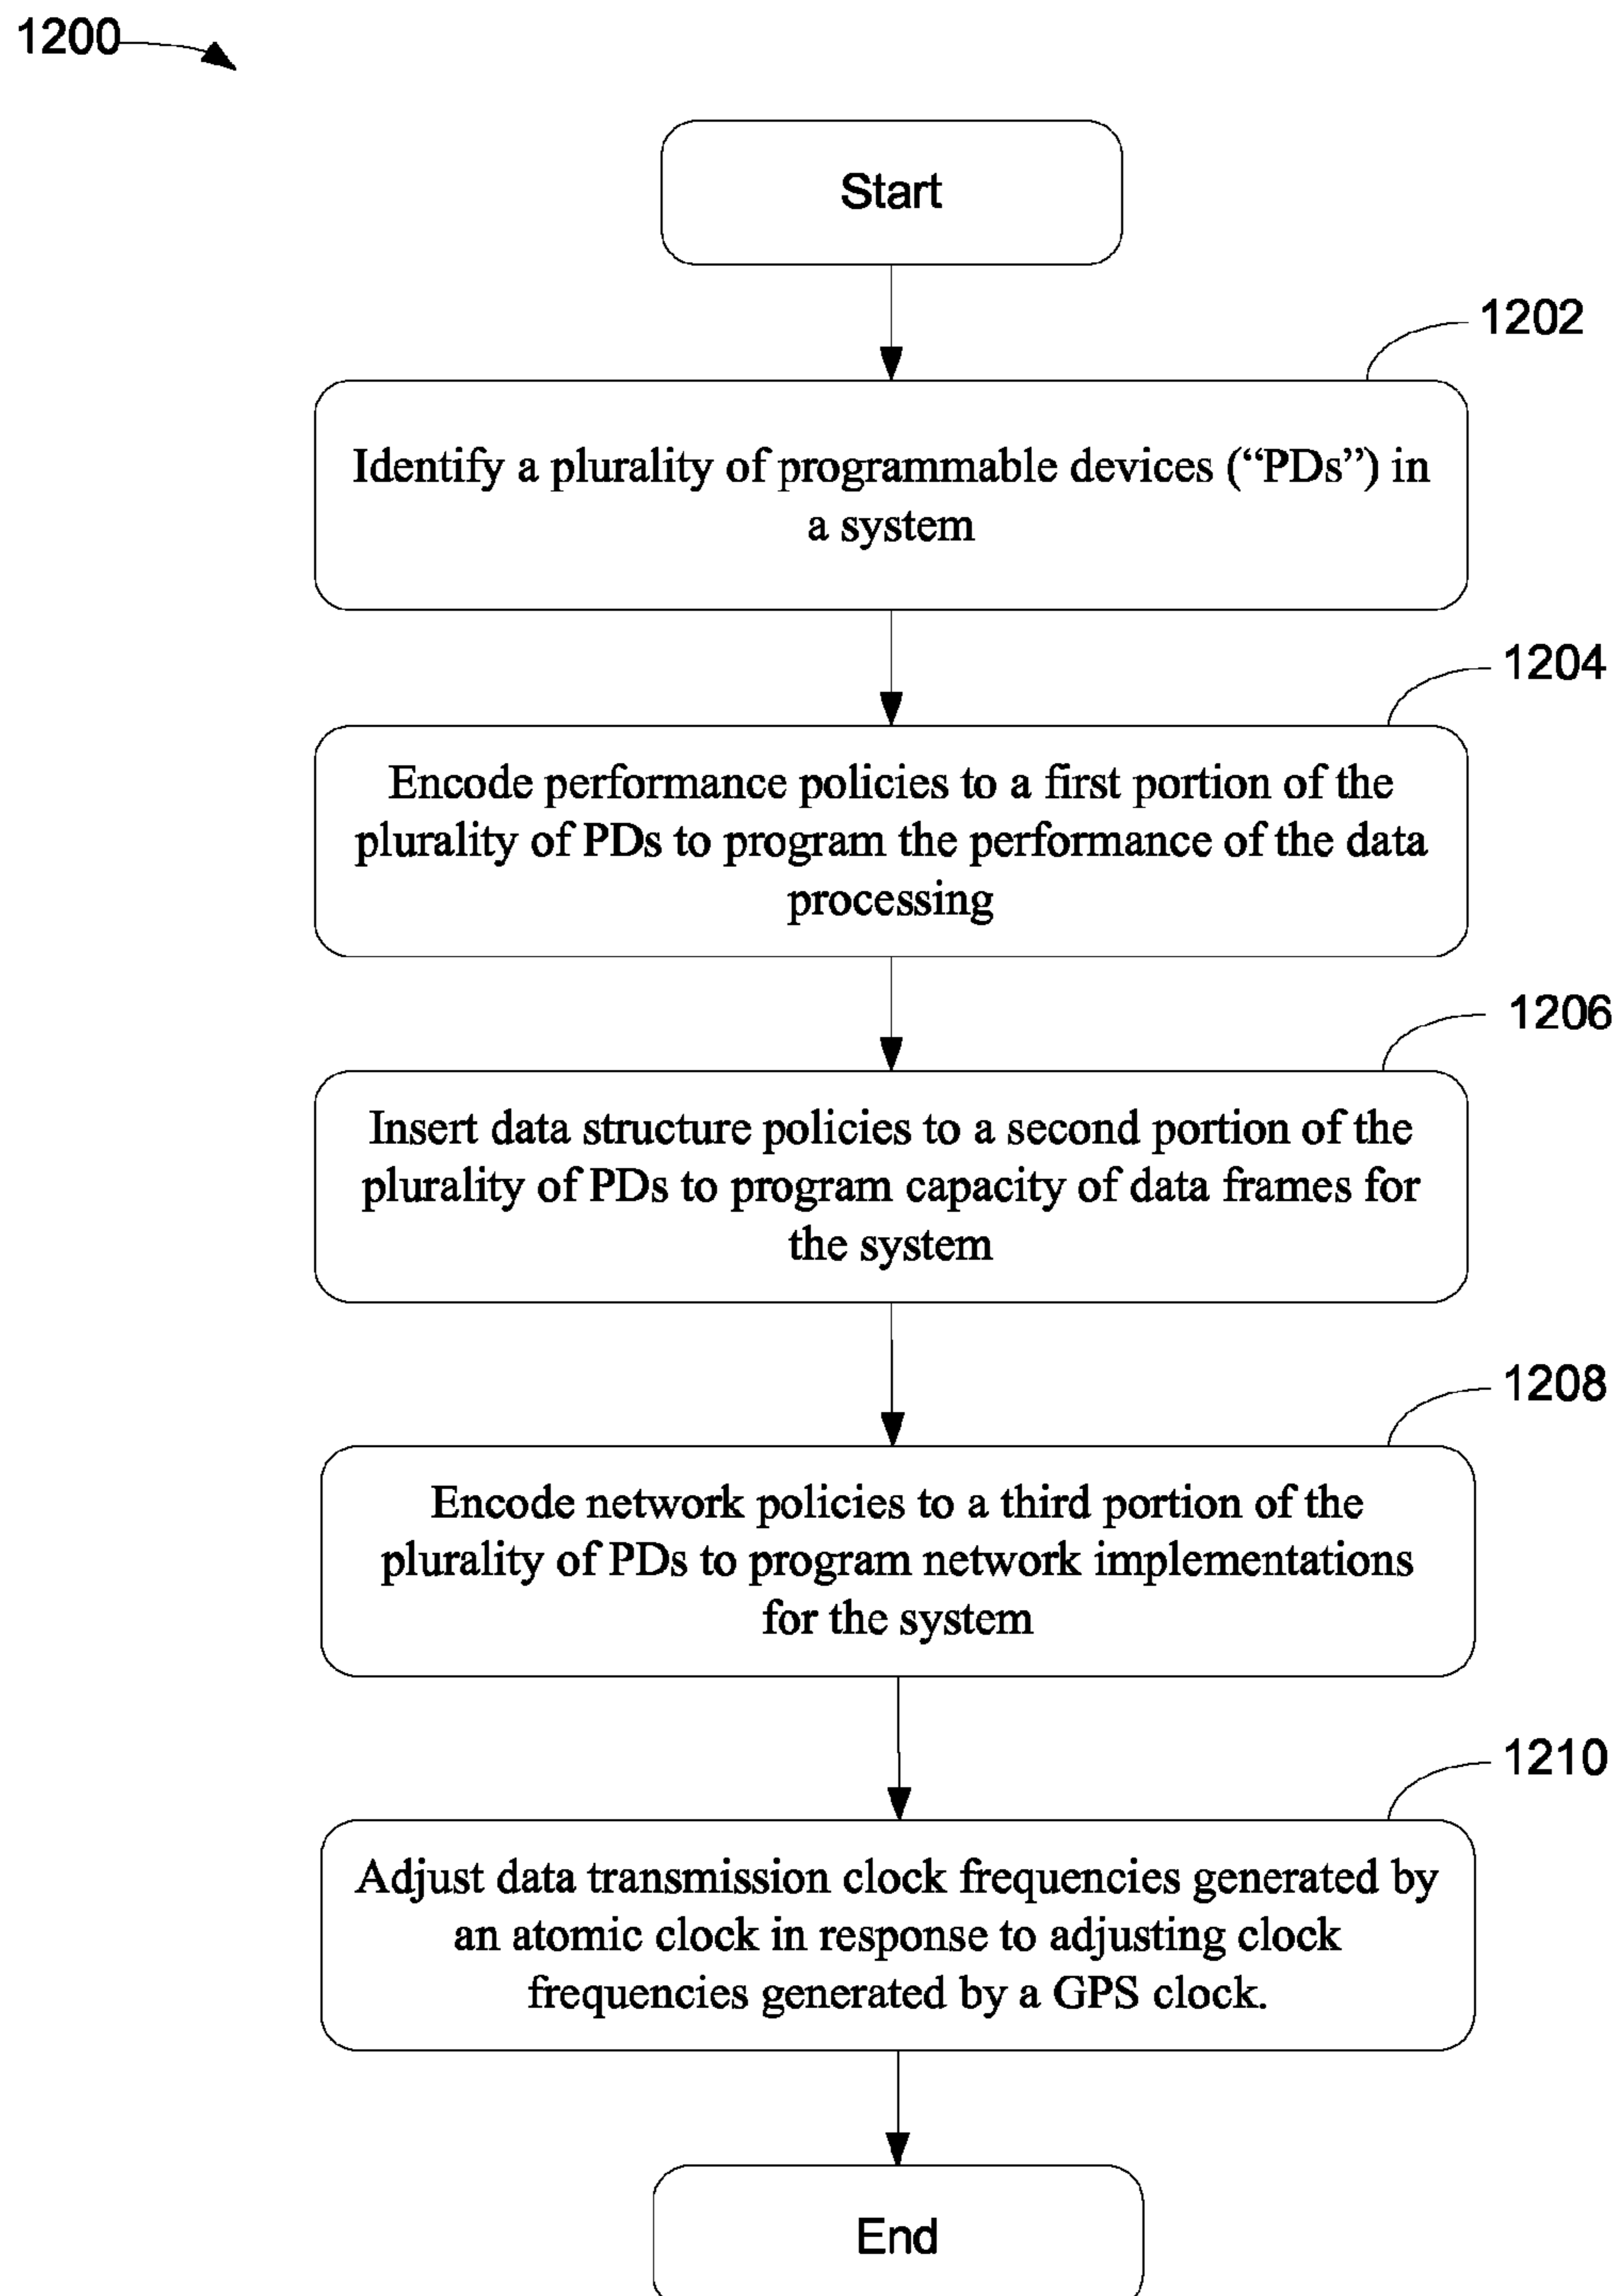 1200
Start
1202
Identify a plurality of programmable devices (“PDs”) in
a system
1204
Encode performance policies to a first portion of the
plurality of PDs to program the performance of the data
processing
1206
Insert data structure policies to a second portion of the
plurality of PDs to program capacity of data frames for
the system
1208
Encode network policies to a third portion of the
plurality of PDs to program network implementations
for the system
1210
Adjust data transmission clock frequencies generated by
an atomic clock in response to adjusting clock
frequencies generated by a GPS clock.
End